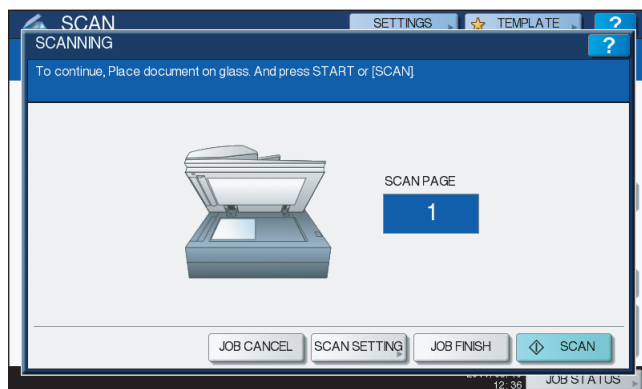 SCAN
SETTINGS
TEMPLATE
?
SCANNING
?
To continue, Place document on glass. And press START or [SCAN].
SCAN PAGE
1
JOB CANCEL
SCAN SETTING
JOB FINISH
SCAN
12:36
JOB STATUS